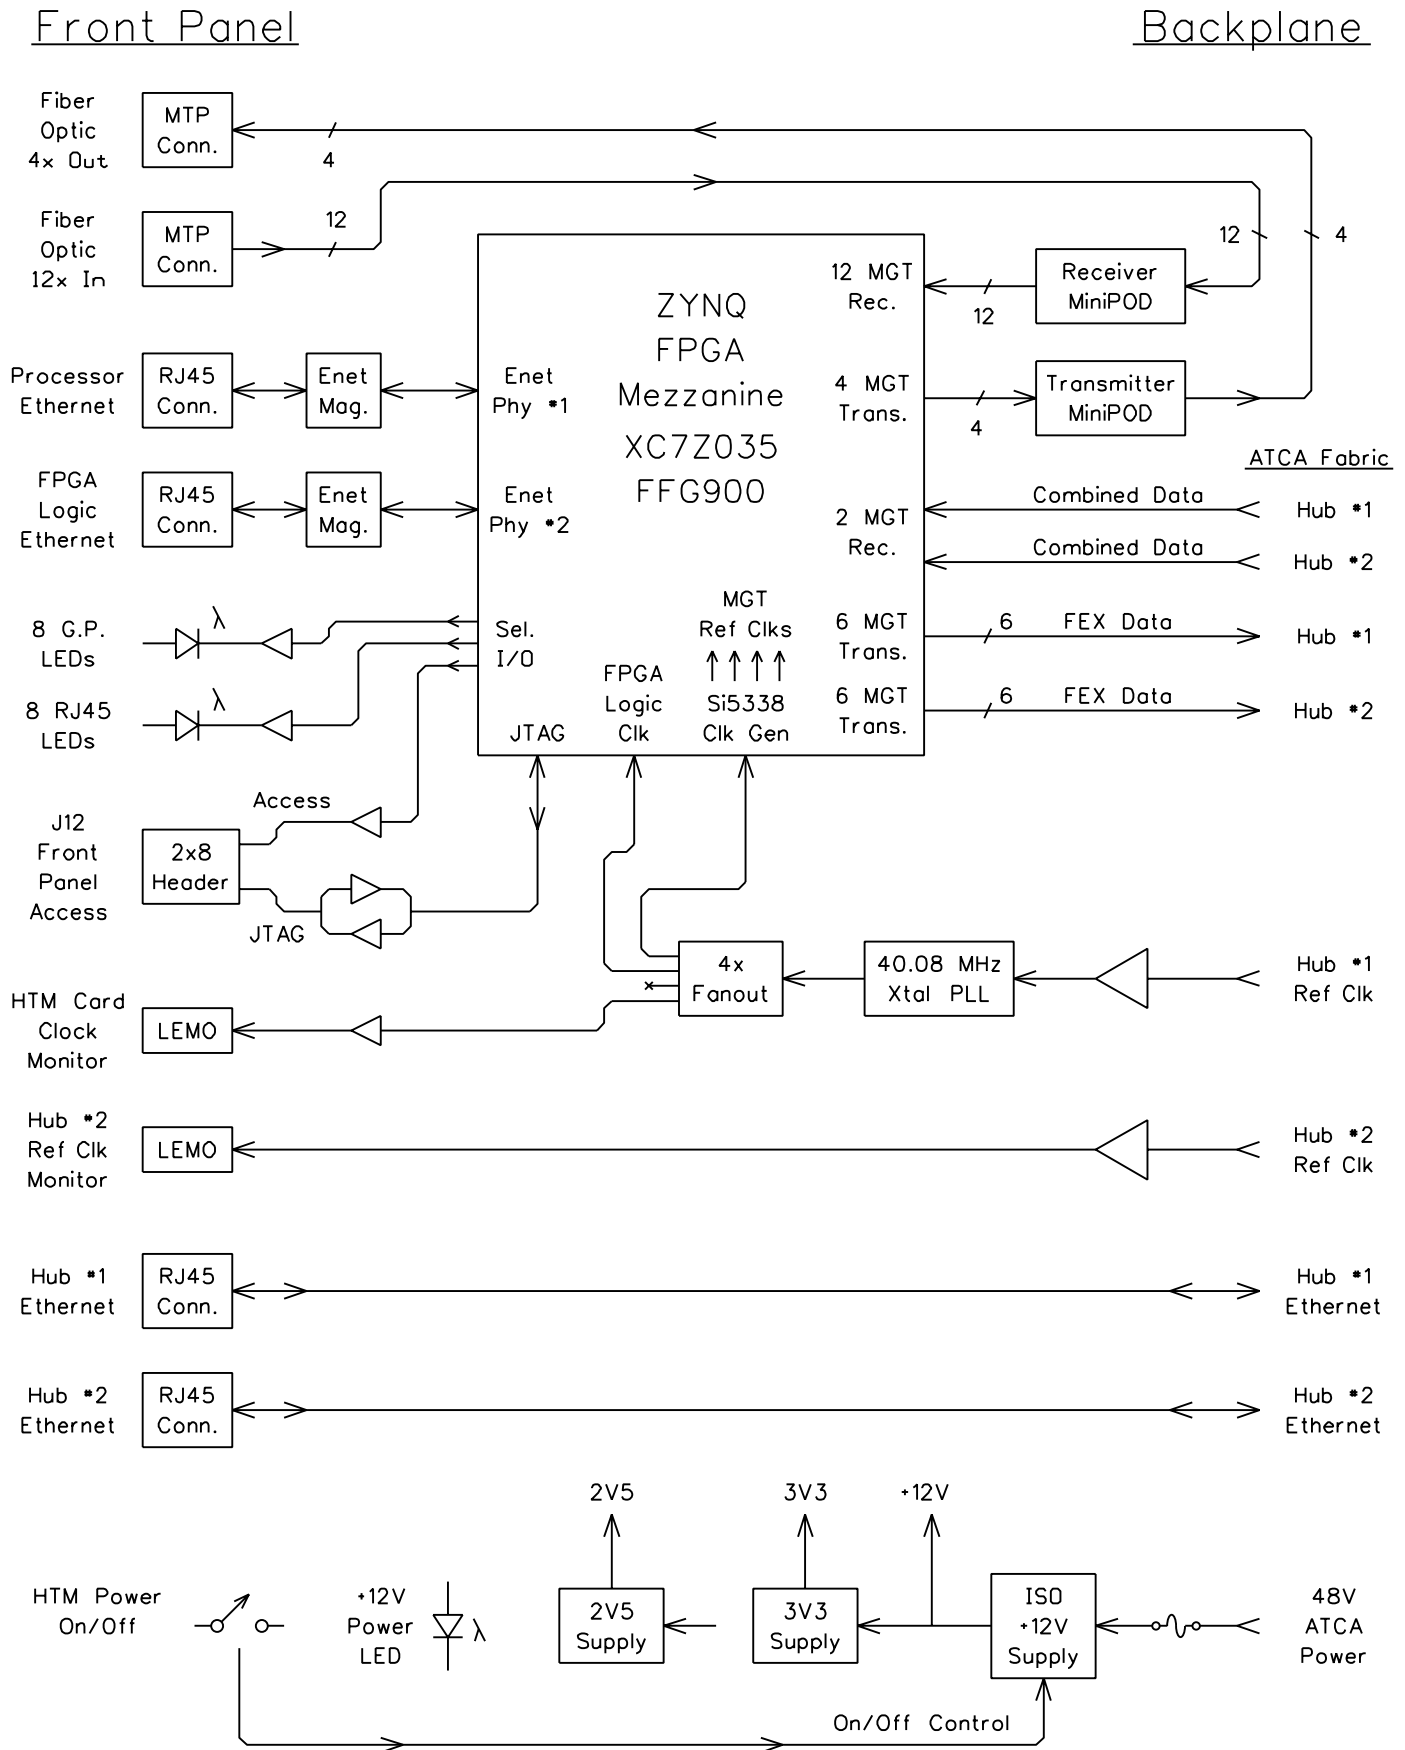 Front Panel
Backplane
Fiber
Optic
4x Out
MTP
Conn.
4
Fiber
Optic
12x In
MTP
Conn.
12
12
4
ZYNQ
FPGA
Mezzanine
XC7Z035
FFG900
12 MGT
Rec.
12
Receiver
MiniPOD
4 MGT
Trans.
4
Transmitter
MiniPOD
Processor
Ethernet
RJ45
Conn.
Enet
Mag.
Enet
Phy #1
FPGA
Logic
Ethernet
RJ45
Conn.
Enet
Mag.
Enet
Phy #2
ATCA Fabric
2 MGT
Rec.
Combined Data
Hub #1
Combined Data
Hub #2
6 MGT
Trans.
6
FEX Data
Hub #1
6 MGT
Trans.
6
FEX Data
Hub #2
8 G.P.
LEDs
λ
8 RJ45
LEDs
λ
Sel.
I/O
JTAG
FPGA
Logic
Clk
MGT
Ref Clks
Si5338
Clk Gen
J12
Front
Panel
Access
2x8
Header
Access
JTAG
4x
Fanout
40.08 MHz
Xtal PLL
Hub #1
Ref Clk
HTM Card
Clock
Monitor
LEMO
Hub #2
Ref Clk
Monitor
LEMO
Hub #2
Ref Clk
Hub #1
Ethernet
RJ45
Conn.
Hub #1
Ethernet
Hub #2
Ethernet
RJ45
Conn.
Hub #2
Ethernet
2V5
3V3
+12V
HTM Power
On/Off
+12V
Power
LED
λ
2V5
Supply
3V3
Supply
ISO
+12V
Supply
48V
ATCA
Power
On/Off Control